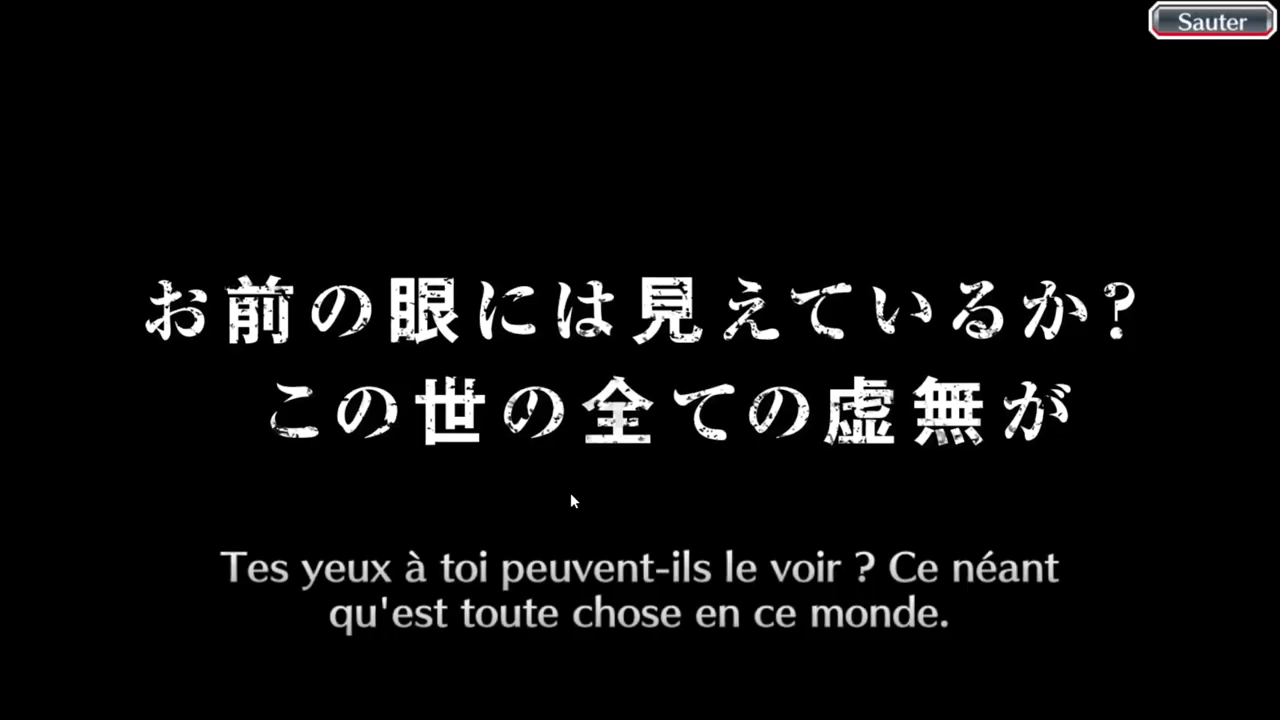 Sauter
お前の眼には見えているか?
この世の全ての虚無が
Tes yeux à toi peuvent-ils le voir ? Ce néant
qu'est toute chose en ce monde.